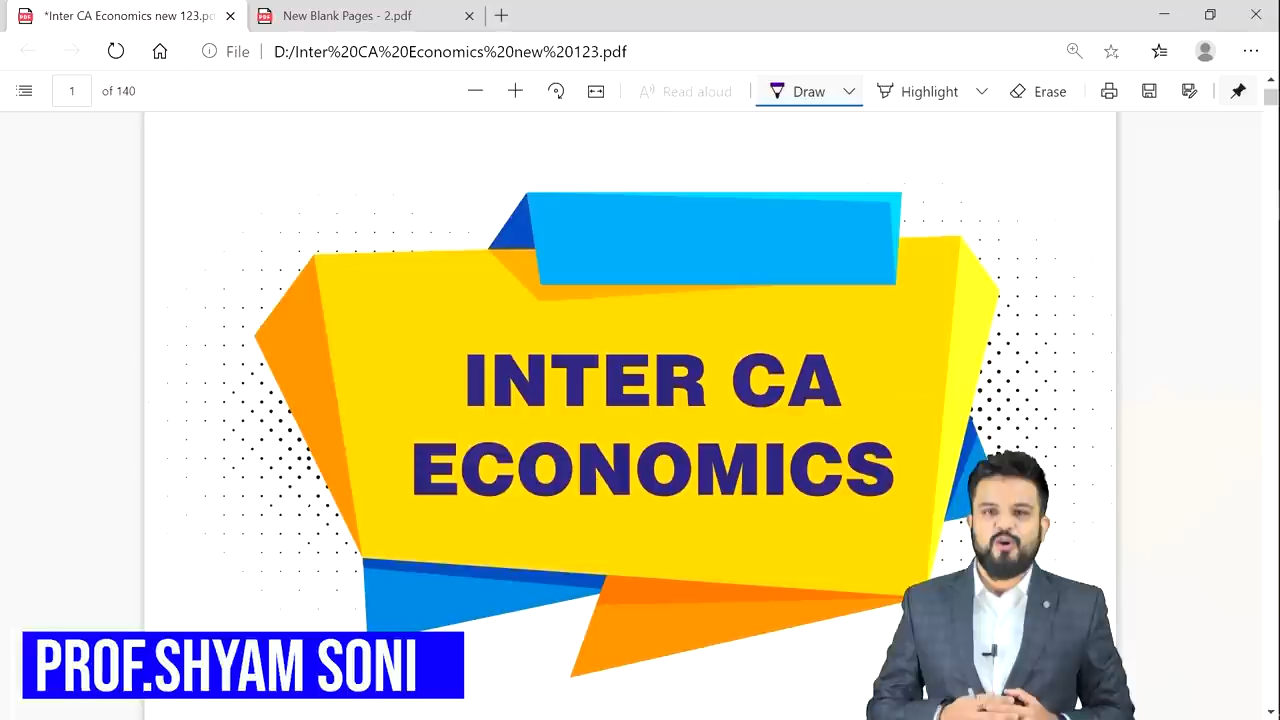 *Inter CA Economics new 123.pd
New Blank Pages - 2.pdf
File
D:/Inter%20CA%20Economics%20new%20123.pdf
1 of 140
Read aloud
Draw
Highlight
Erase
INTER CA
ECONOMICS
PROF.SHYAM SONI